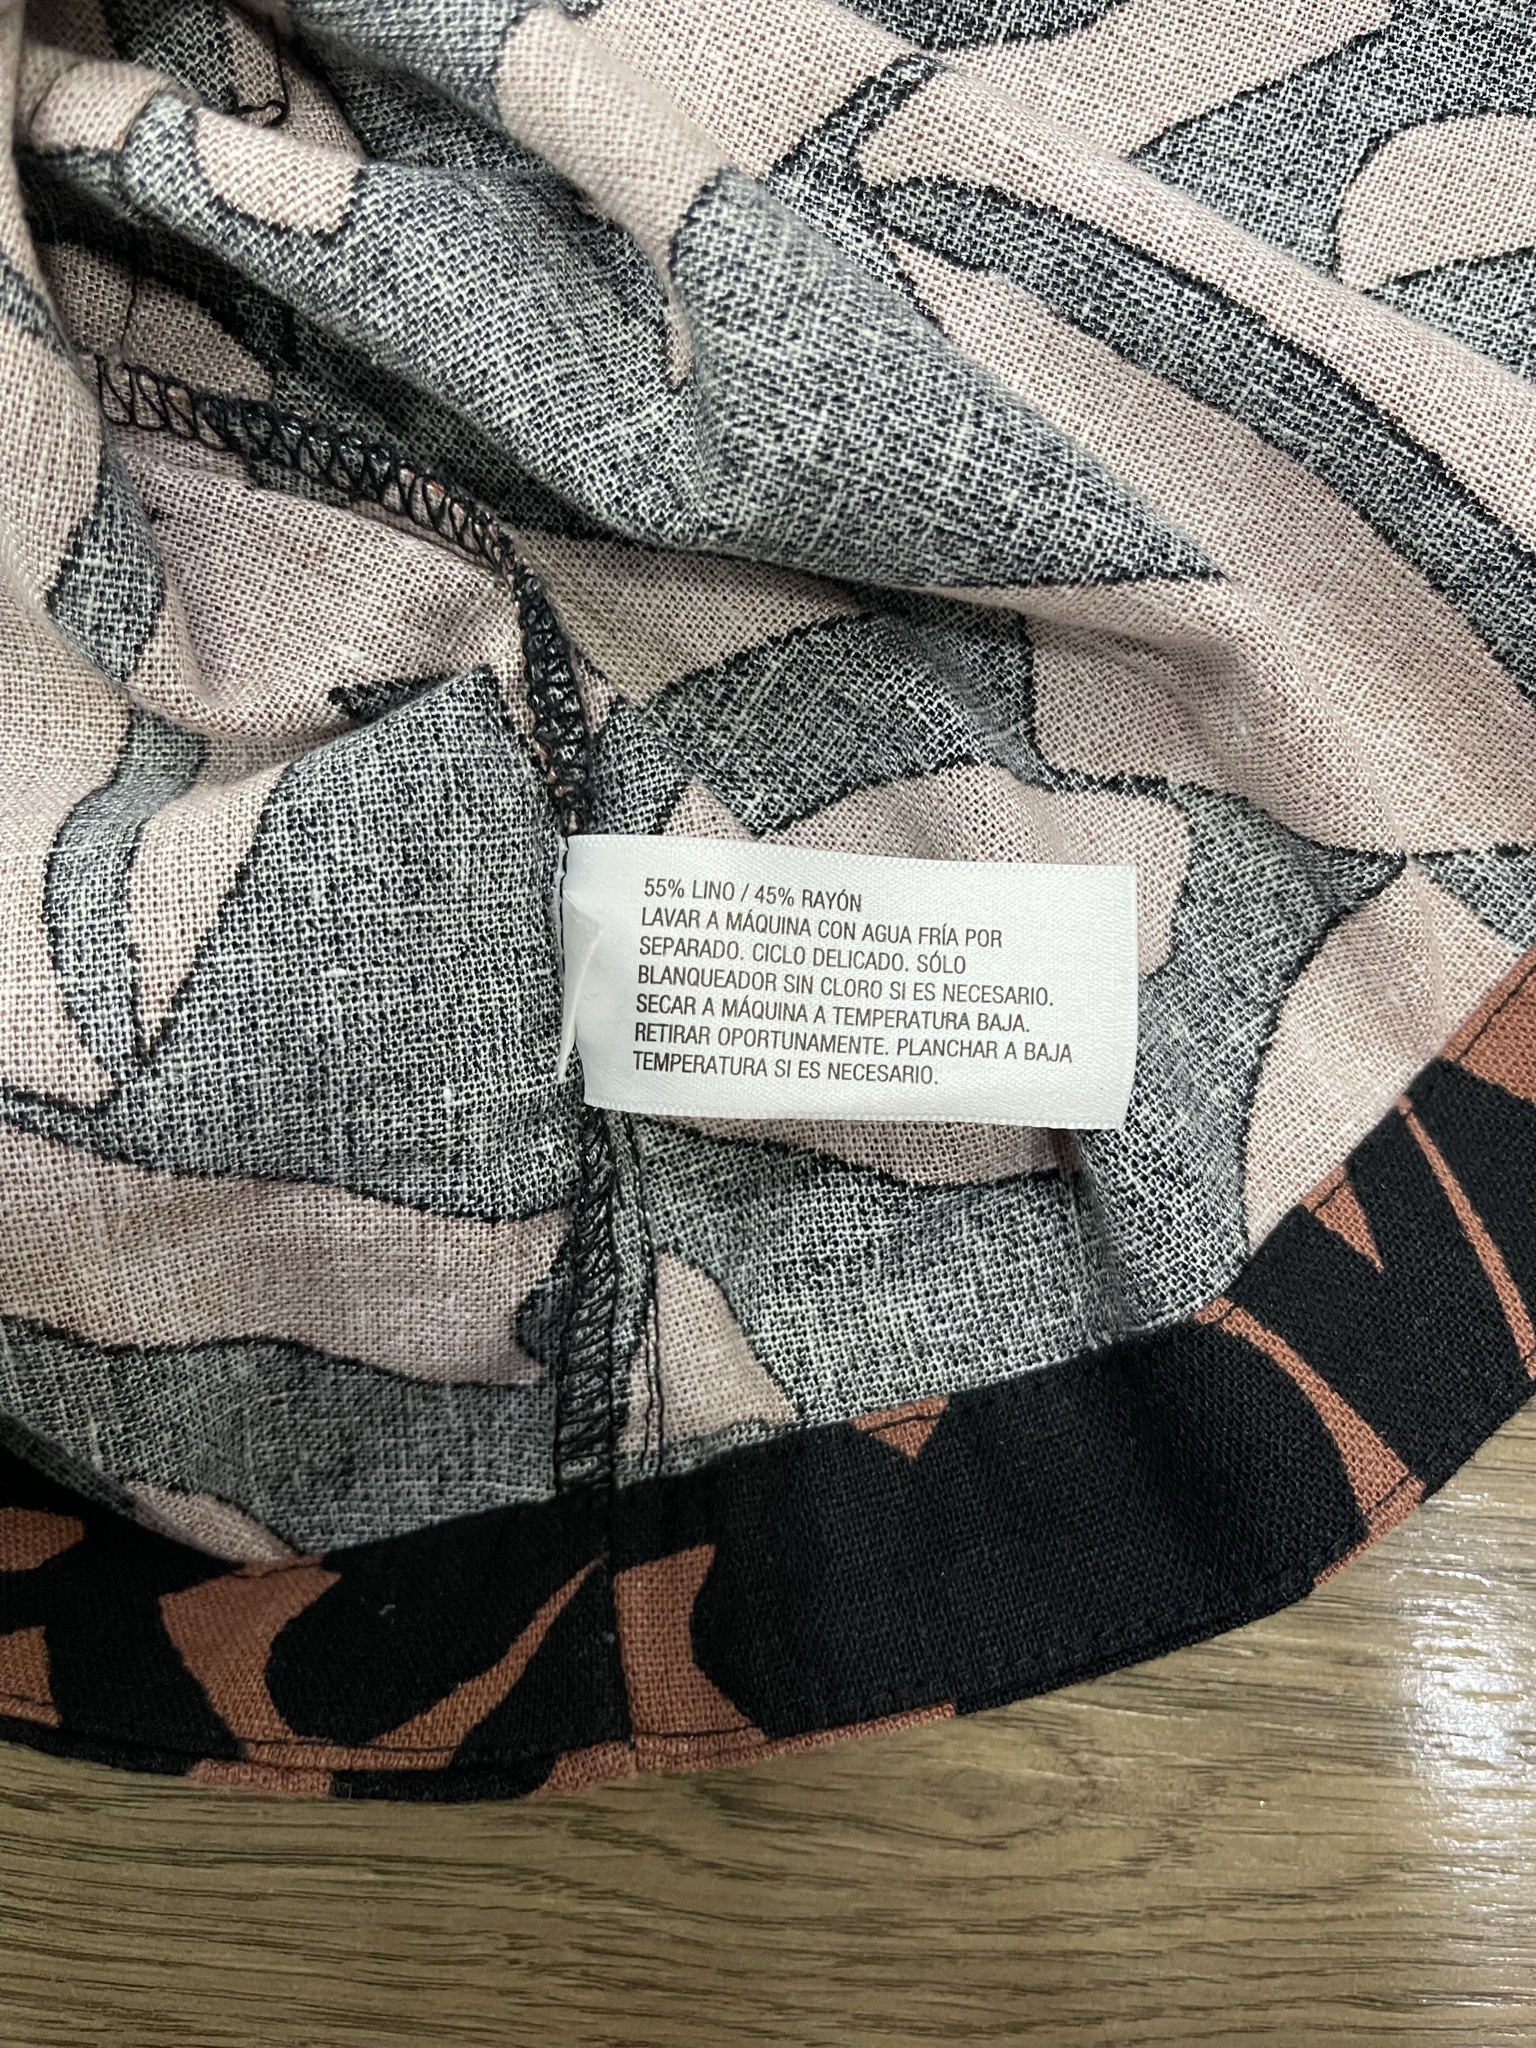 55% LINO / 45% RAYÓN
LAVAR A MÁQUINA CON AGUA FRÍA POR
SEPARADO. CICLO DELICADO. SÓLO
BLANQUEADOR SIN CLORO SI ES NECESARIO.
SECAR A MÁQUINA A TEMPERATURA BAJA.
RETIRAR OPORTUNAMENTE. PLANCHAR A BAJA
TEMPERATURA SI ES NECESARIO.